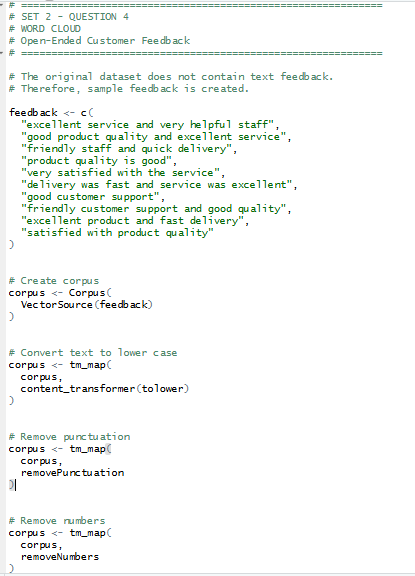 # ============================================================
# SET 2 - QUESTION 4
# WORD CLOUD
# Open-Ended Customer Feedback
# ============================================================
# The original dataset does not contain text feedback.
# Therefore, sample feedback is created.
feedback <- c(
"excellent service and very helpful staff",
"good product quality and excellent service",
"friendly staff and quick delivery",
"product quality is good",
"very satisfied with the service",
"delivery was fast and service was excellent",
"good customer support",
"friendly customer support and good quality",
"excellent product and fast delivery",
"satisfied with product quality"
)
# Create corpus
corpus <- Corpus(
VectorSource(feedback)
)
# Convert text to lower case
corpus <- tm_map(
corpus,
content_transformer(tolower)
)
# Remove punctuation
corpus <- tm_map(
corpus,
removePunctuation
)
# Remove numbers
corpus <- tm_map(
corpus,
removeNumbers
)